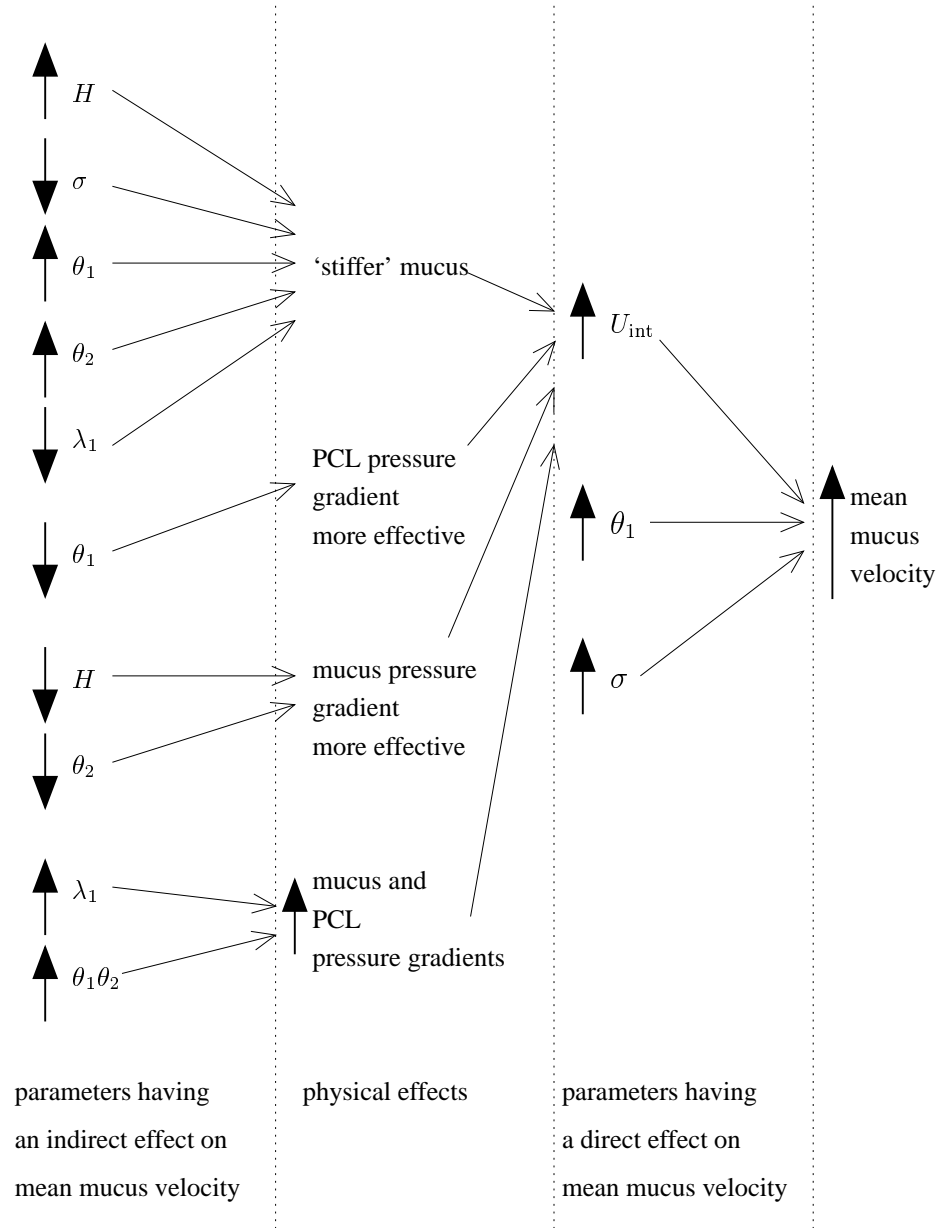 H
σ
θ₁
θ₂
λ₁
θ₁
H
θ₂
λ₁
θ₁θ₂
‘stiffer’ mucus
PCL pressure
gradient
more effective
mucus pressure
gradient
more effective
mucus and
PCL
pressure gradients
U_int
θ₁
σ
mean
mucus
velocity
parameters having
an indirect effect on
mean mucus velocity
physical effects
parameters having
a direct effect on
mean mucus velocity